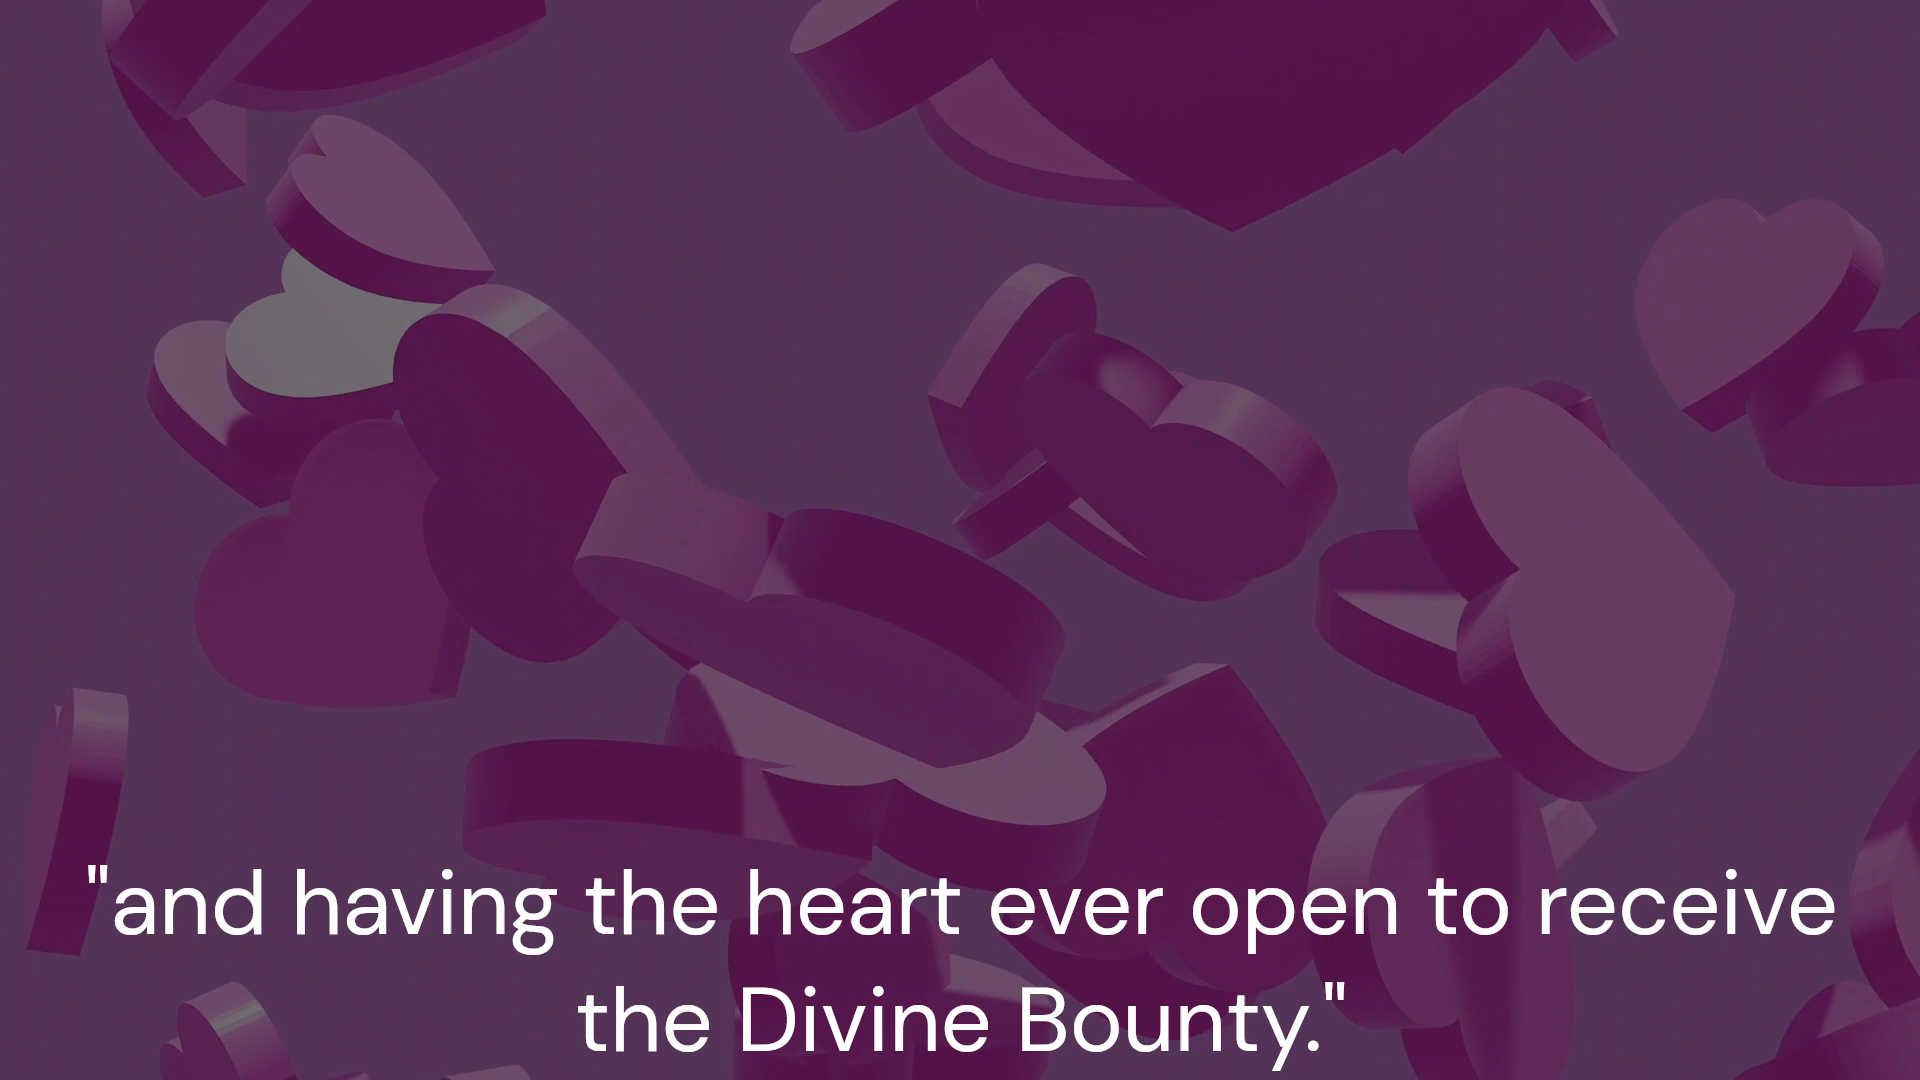 "and having the heart ever open to receive
the Divine Bounty."